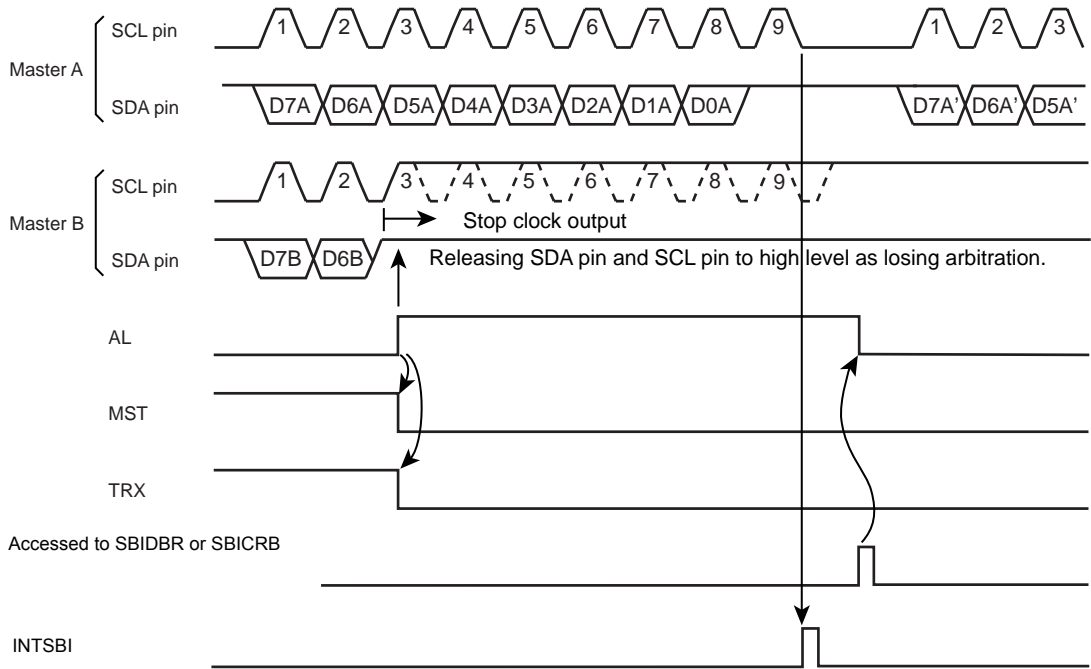 SCL pin 1 2 3 4 5 6 7 8 9 1 2 3
Master A
SDA pin D7A D6A D5A D4A D3A D2A D1A D0A D7A' D6A' D5A'
SCL pin 1 2 3 4 5 6 7 8 9
Stop clock output
Master B
SDA pin D7B D6B Releasing SDA pin and SCL pin to high level as losing arbitration.
AL
MST
TRX
Accessed to SBIDBR or SBICRB
INTSBI